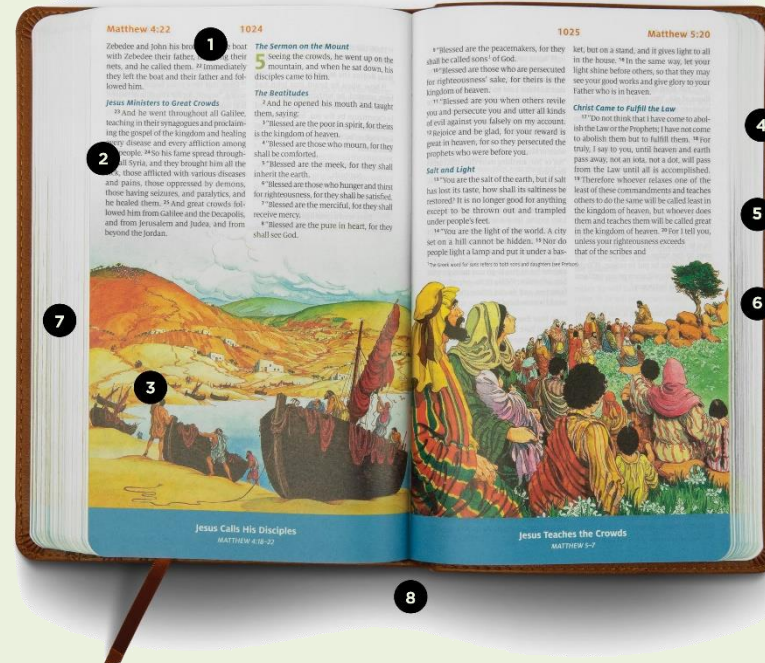 Matthew 4:22
1024
1
Zebedee and John his boat
with Zebedee their father, their
nets, and he called them. 22 Immediately
they left the boat and their father and fol-
lowed him.
Jesus Ministers to Great Crowds
23 And he went throughout all Galilee,
teaching in their synagogues and proclaim-
ing the gospel of the kingdom and healing
every disease and every affliction among
people. 24 So his fame spread through-
all Syria, and they brought him all the
those afflicted with various diseases
and pains, those oppressed by demons,
those having seizures, and paralytics, and
he healed them. 25 And great crowds fol-
lowed him from Galilee and the Decapolis,
and from Jerusalem and Judea, and from
beyond the Jordan.
2
The Sermon on the Mount
5 Seeing the crowds, he went up on the
mountain, and when he sat down, his
disciples came to him.
The Beatitudes
2 And he opened his mouth and taught
them, saying:
3 "Blessed are the poor in spirit, for theirs
is the kingdom of heaven.
4 "Blessed are those who mourn, for they
shall be comforted.
5 "Blessed are the meek, for they shall
inherit the earth.
6 "Blessed are those who hunger and thirst
for righteousness, for they shall be satisfied.
7 "Blessed are the merciful, for they shall
receive mercy.
8 "Blessed are the pure in heart, for they
shall see God.
7
3
Jesus Calls His Disciples
MATTHEW 4:18–22
1025
Matthew 5:20
9 "Blessed are the peacemakers, for they
shall be called sons¹ of God.
10 "Blessed are those who are persecuted
for righteousness' sake, for theirs is the
kingdom of heaven.
11 "Blessed are you when others revile
you and persecute you and utter all kinds
of evil against you falsely on my account.
12 Rejoice and be glad, for your reward is
great in heaven, for so they persecuted the
prophets who were before you.
Salt and Light
13 "You are the salt of the earth, but if salt
has lost its taste, how shall its saltiness be
restored? It is no longer good for anything
except to be thrown out and trampled
under people's feet.
14 "You are the light of the world. A city
set on a hill cannot be hidden. 15 Nor do
people light a lamp and put it under a bas-
ket, but on a stand, and it gives light to all
in the house. 16 In the same way, let your
light shine before others, so that they may
see your good works and give glory to your
Father who is in heaven.
Christ Came to Fulfill the Law
17 "Do not think that I have come to abol-
ish the Law or the Prophets; I have not come
to abolish them but to fulfill them. 18 For
truly, I say to you, until heaven and earth
pass away, not an iota, not a dot, will pass
from the Law until all is accomplished.
19 Therefore whoever relaxes one of the
least of these commandments and teaches
others to do the same will be called least in
the kingdom of heaven, but whoever does
them and teaches them will be called great
in the kingdom of heaven. 20 For I tell you,
unless your righteousness exceeds
that of the scribes and
¹ The Greek word for sons refers to both sons and daughters (see Preface)
4
5
6
Jesus Teaches the Crowds
MATTHEW 5–7
8